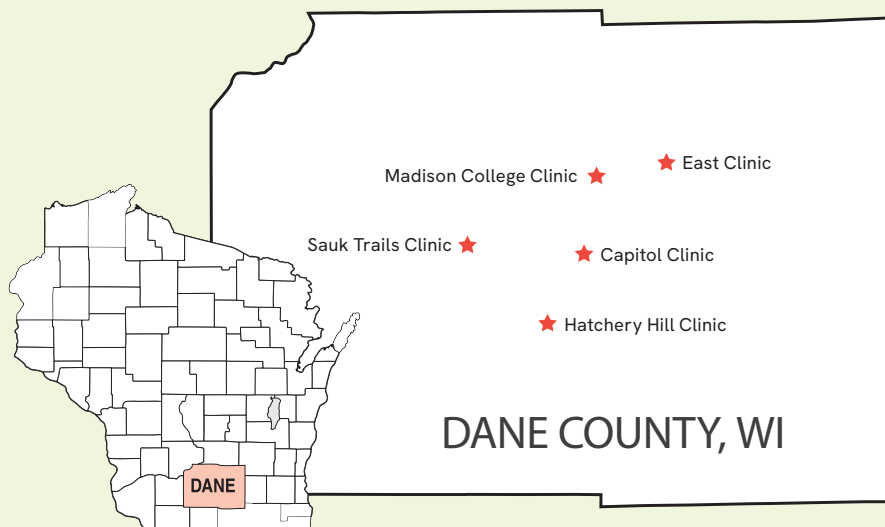 East Clinic
Madison College Clinic
Sauk Trails Clinic
Capitol Clinic
Hatchery Hill Clinic
DANE COUNTY, WI
DANE